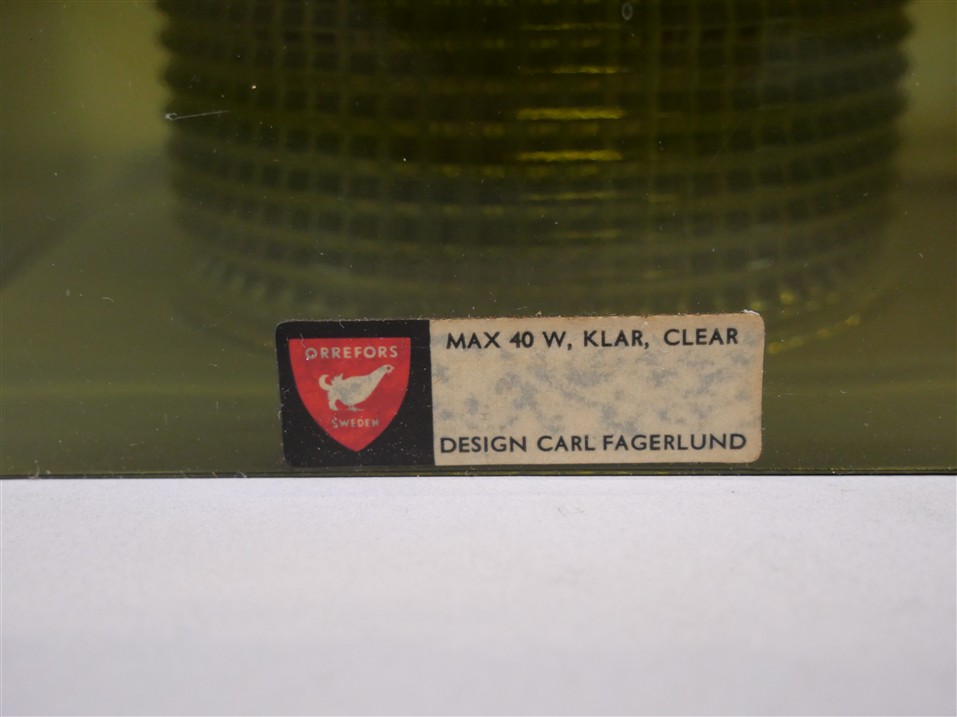 ORREFORS
SWEDEN
MAX 40 W, KLAR, CLEAR
DESIGN CARL FAGERLUND